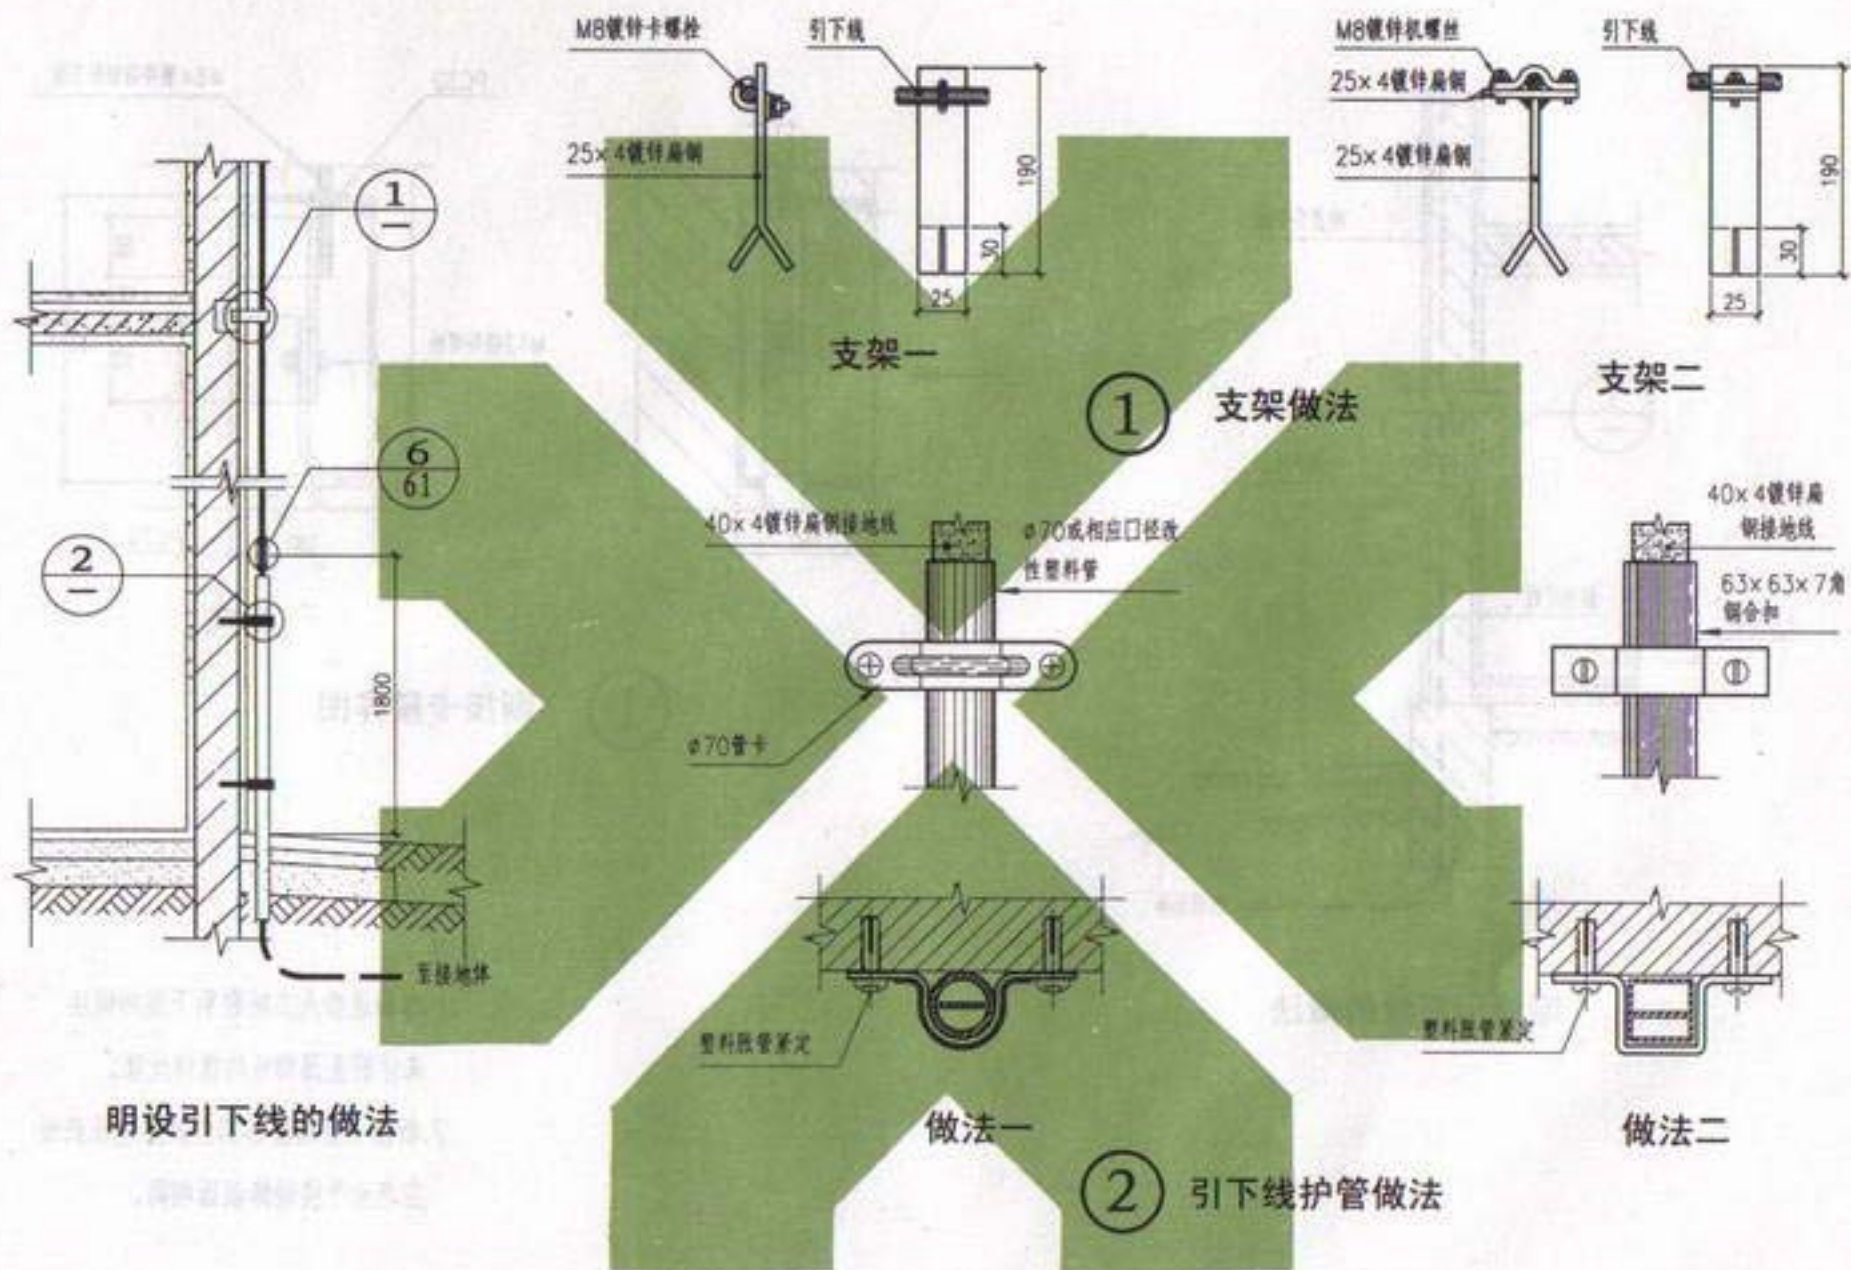 M8镀锌卡螺栓
引下线
25×4镀锌扁钢
190
30
25
支架一
M8镀锌机螺丝
引下线
25×4镀锌扁钢
25×4镀锌扁钢
190
30
25
支架二
1
支架做法
1
6
61
2
1800
至接地体
明设引下线的做法
40×4镀锌扁钢接地线
φ70或相应口径改
性塑料管
φ70管卡
塑料胀管紧定
做法一
40×4镀锌扁
钢接地线
63×63×7角
钢合扣
塑料胀管紧定
做法二
2
引下线护管做法